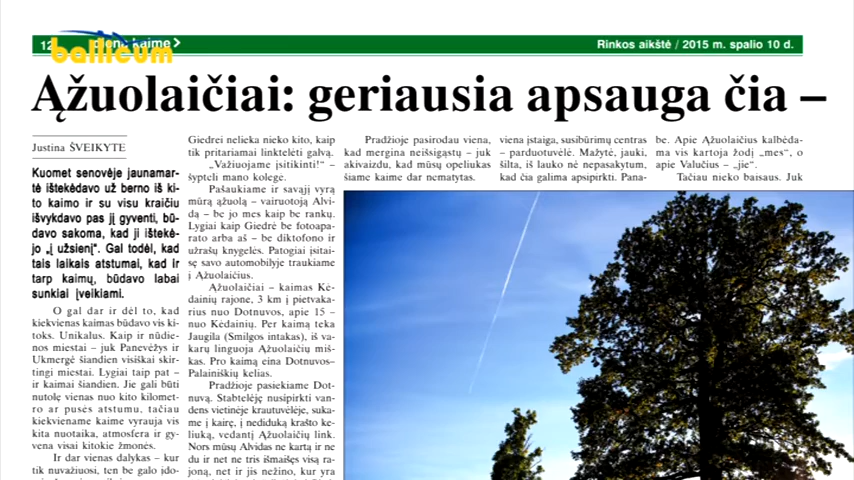 balticum
12
diena kaime
Rinkos aikštė / 2015 m. spalio 10 d.
Ąžuolaičiai: geriausia apsauga čia –
Justina ŠVEIKYTE
Kuomet senovėje jaunamar-
tė ištekėdavo už berno iš ki-
to kaimo ir su visu kraičiu
išvykdavo pas jį gyventi, bū-
davo sakoma, kad ji ištekė-
jo „į užsienį“. Gal todėl, kad
tais laikais atstumai, kad ir
tarp kaimų, būdavo labai
sunkiai įveikiami.
O gal dar ir dėl to, kad
kiekvienas kaimas būdavo vis ki-
toks. Unikalus. Kaip ir nūdie-
nos miestai – juk Panevėžys ir
Ukmergė šiandien visiškai skir-
tingi miestai. Lygiai taip pat –
ir kaimai šiandien. Jie gali būti
nutolę vienas nuo kito kilomet-
ro ar pusės atstumu, tačiau
kiekviename kaime vyrauja vis
kita nuotaika, atmosfera ir gy-
vena visai kitokie žmonės.
Ir dar vienas dalykas – kur
tik nuvažiuosi, ten be galo įdo-
Giedrei nelieka nieko kito, kaip
tik pritariamai linktelėti galvą.
„Važiuojame įsitikinti!“ –
šypteli mano kolegė.
Pašaukiame ir savąjį vyrą
mūrą ąžuolą – vairuotoją Alvi-
dą – be jo mes kaip be rankų.
Lygiai kaip Giedrė be fotoapa-
rato arba aš – be diktofono ir
užrašų knygelės. Patogiai įsitai-
sę savo automobilyje traukiame
į Ąžuolaičius.
Ąžuolaičiai – kaimas Kė-
dainių rajone, 3 km į pietvaka-
rius nuo Dotnuvos, apie 15 –
nuo Kėdainių. Per kaimą teka
Jaugila (Smilgos intakas), iš va-
karų linguoja Ąžuolaičių miš-
kas. Pro kaimą eina Dotnuvos–
Palainiškių kelias.
Pradžioje pasiekiame Dot-
nuvą. Stabtelėję nusipirkti van-
dens vietinėje krautuvėlėje, suka-
me į kairę, į nediduką krašto ke-
liuką, vedantį Ąžuolaičių link.
Nors mūsų Alvidas ne kartą ir ne
du ir net ne tris išmaišęs visą ra-
joną, net ir jis nežino, kur yra
Pradžioje pasirodau viena,
kad mergina neišsigąstų – juk
akivaizdu, kad mūsų opeliukas
šiame kaime dar nematytas.
viena įstaiga, susibūrimų centras
– parduotuvėlė. Mažytė, jauki,
šilta, iš lauko nė nepasakytum,
kad čia galima apsipirkti. Pana-
be. Apie Ąžuolaičius kalbėda-
ma vis kartoja žodį „mes“, o
apie Valučius – „jie“.
Tačiau nieko baisaus. Juk